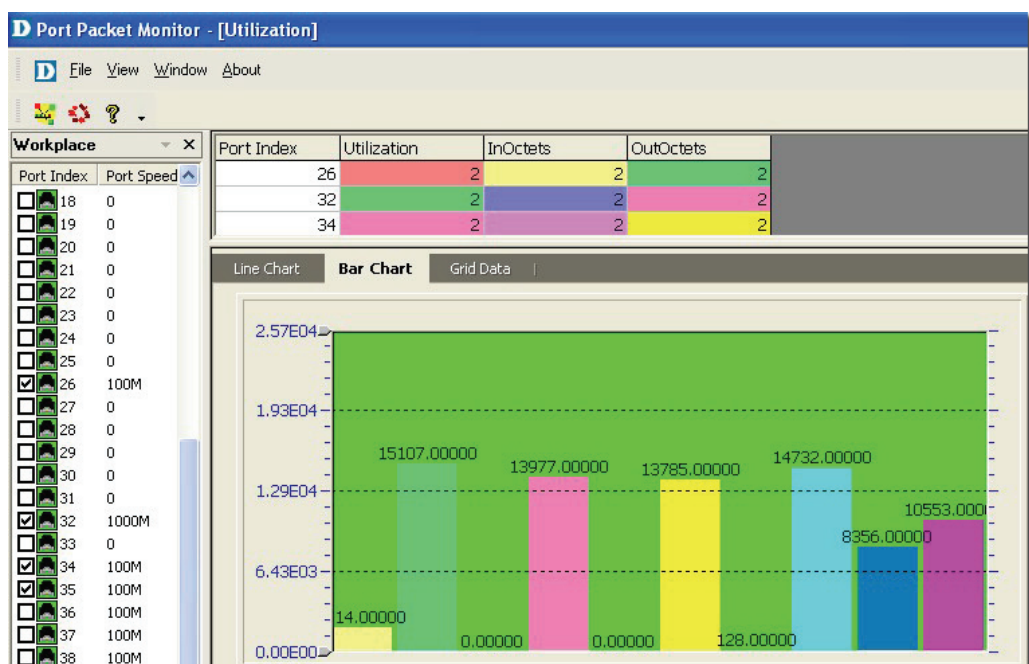 D Port Packet Monitor - [Utilization]
D File View Window About
?
Workplace
Port Index Port Speed
18 0
19 0
20 0
21 0
22 0
23 0
24 0
25 0
26 100M
27 0
28 0
29 0
30 0
31 0
32 1000M
33 0
34 100M
35 100M
36 100M
37 100M
38 100M
Port Index Utilization InOctets OutOctets
26 2 2 2
32 2 2 2
34 2 2 2
Line Chart Bar Chart Grid Data
2.57E04
1.93E04
1.29E04
6.43E03
0.00E00
14.00000
15107.00000
0.00000
13977.00000
0.00000
13785.00000
128.00000
14732.00000
8356.00000
10553.000